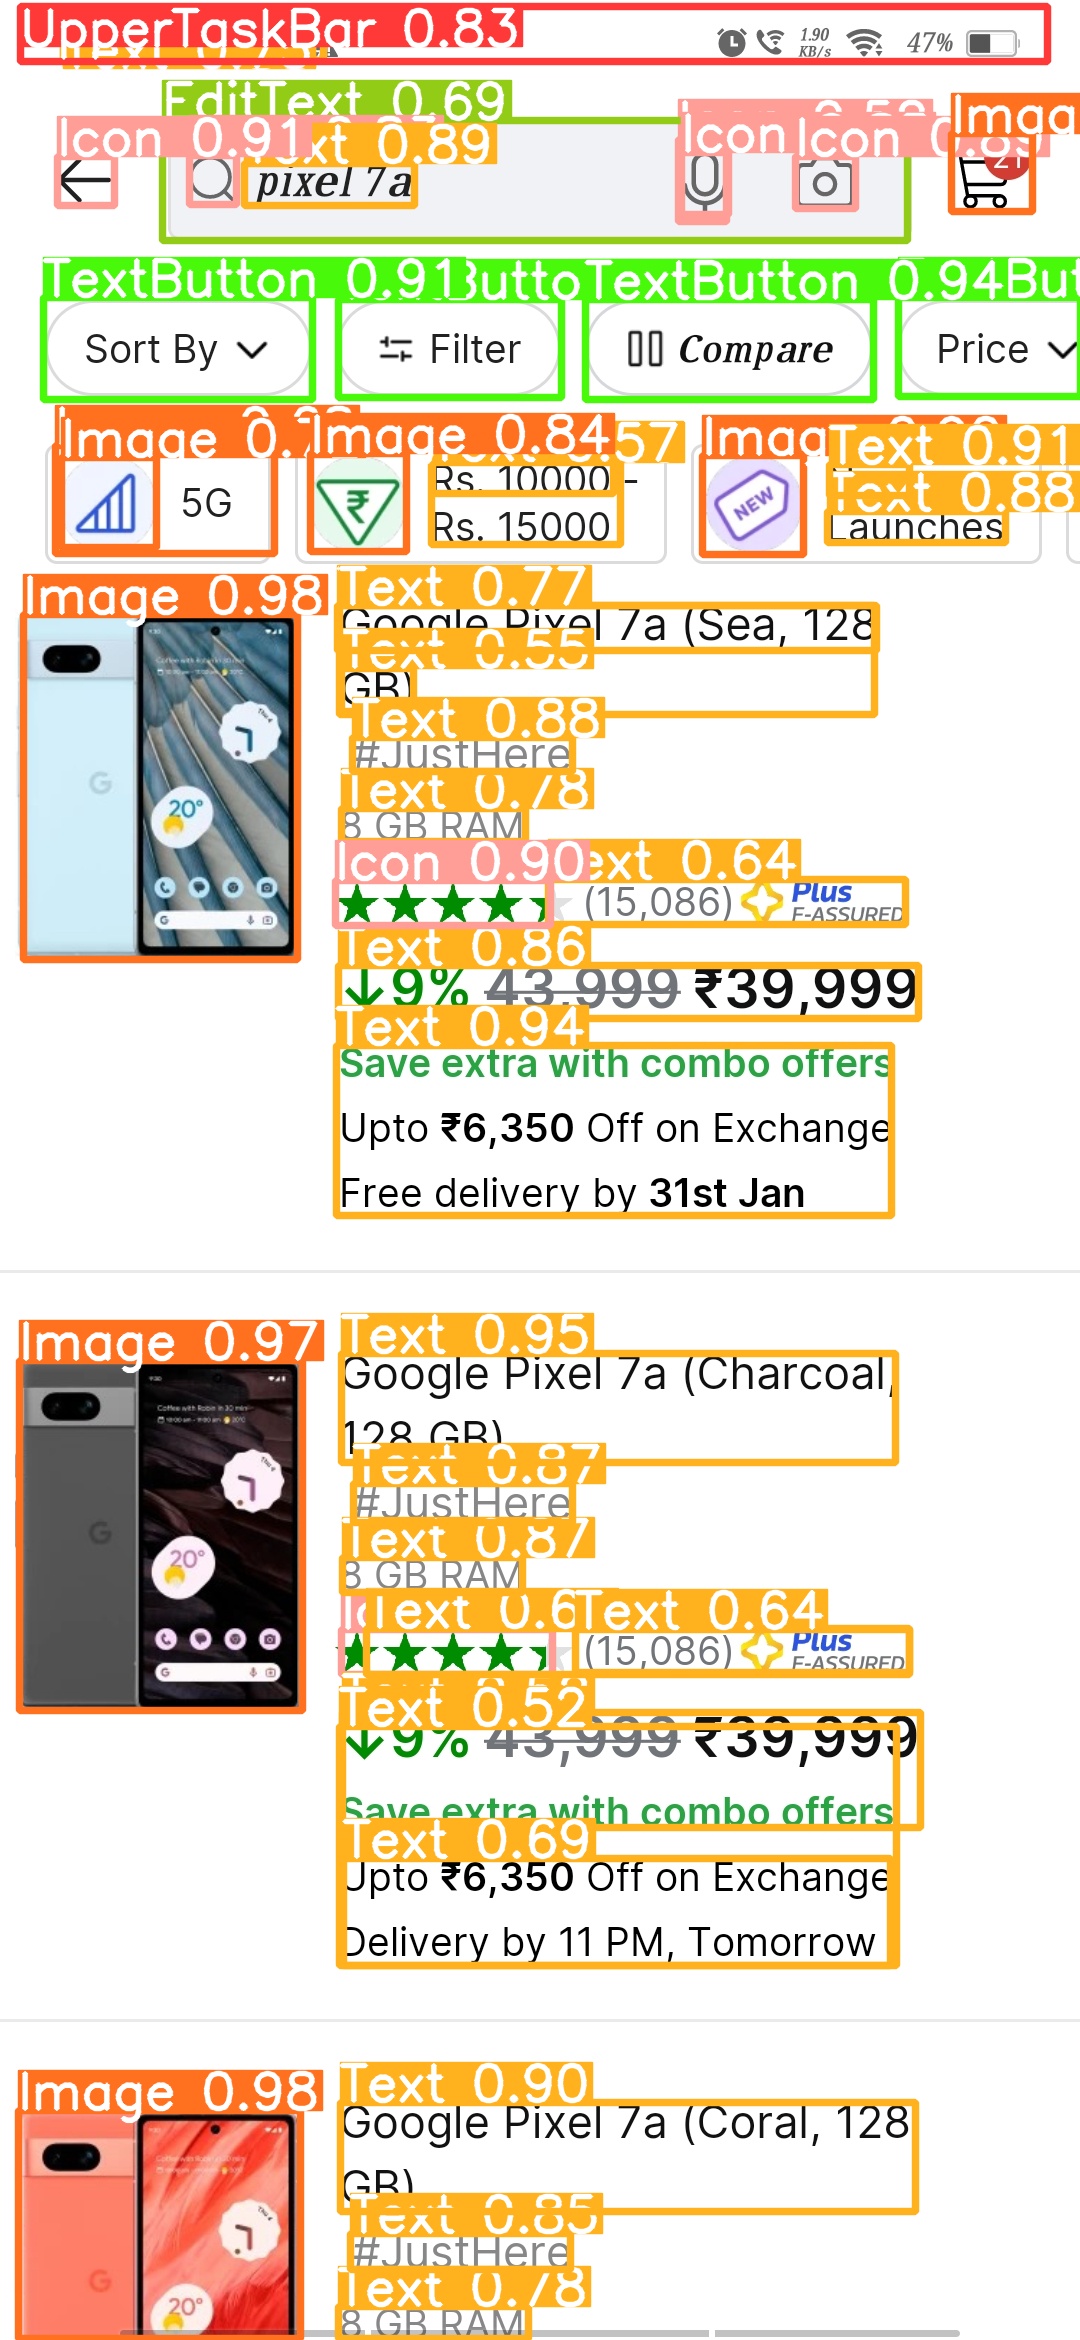 UpperTaskBar 0.83
1.90
KB/s
47%
EditText 0.69
Icon 0.91
Text 0.89
Icon
Icon 0.89
pixel 7a
21
TextButton 0.91
TextButton 0.94
Sort By
Filter
Compare
Price
Image
Image 0.84
Text 0.91
Text 0.88
5G
Rs. 10000 -
Rs. 15000
NEW
Launches
Image 0.98
Text 0.77
Google Pixel 7a (Sea, 128
Text 0.55
GB)
Text 0.88
#JustHere
Text 0.78
8 GB RAM
Icon 0.90
Text 0.64
(15,086)
Plus
F-ASSURED
Text 0.86
↓9% 43,999 ₹39,999
Text 0.94
Save extra with combo offers
Upto ₹6,350 Off on Exchange
Free delivery by 31st Jan
Image 0.97
Text 0.95
Google Pixel 7a (Charcoal,
128 GB)
Text 0.87
#JustHere
Text 0.87
8 GB RAM
Text 0.6
Text 0.64
(15,086)
Plus
F-ASSURED
Text 0.52
↓9% 43,999 ₹39,999
Save extra with combo offers
Text 0.69
Upto ₹6,350 Off on Exchange
Delivery by 11 PM, Tomorrow
Image 0.98
Text 0.90
Google Pixel 7a (Coral, 128
GB)
Text 0.85
#JustHere
Text 0.78
8 GB RAM